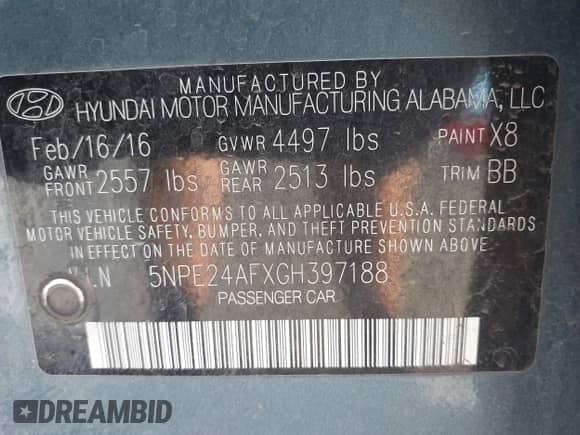 MANUFACTURED BY
HYUNDAI MOTOR MANUFACTURING ALABAMA, LLC
Feb/16/16 GVWR 4497 lbs PAINT X8
GAWR FRONT 2557 lbs GAWR REAR 2513 lbs TRIM BB
THIS VEHICLE CONFORMS TO ALL APPLICABLE U.S.A. FEDERAL
MOTOR VEHICLE SAFETY, BUMPER, AND THEFT PREVENTION STANDARDS
IN EFFECT ON THE DATE OF MANUFACTURE SHOWN ABOVE.
V.I.N 5NPE24AFXGH397188
PASSENGER CAR
DREAMBID